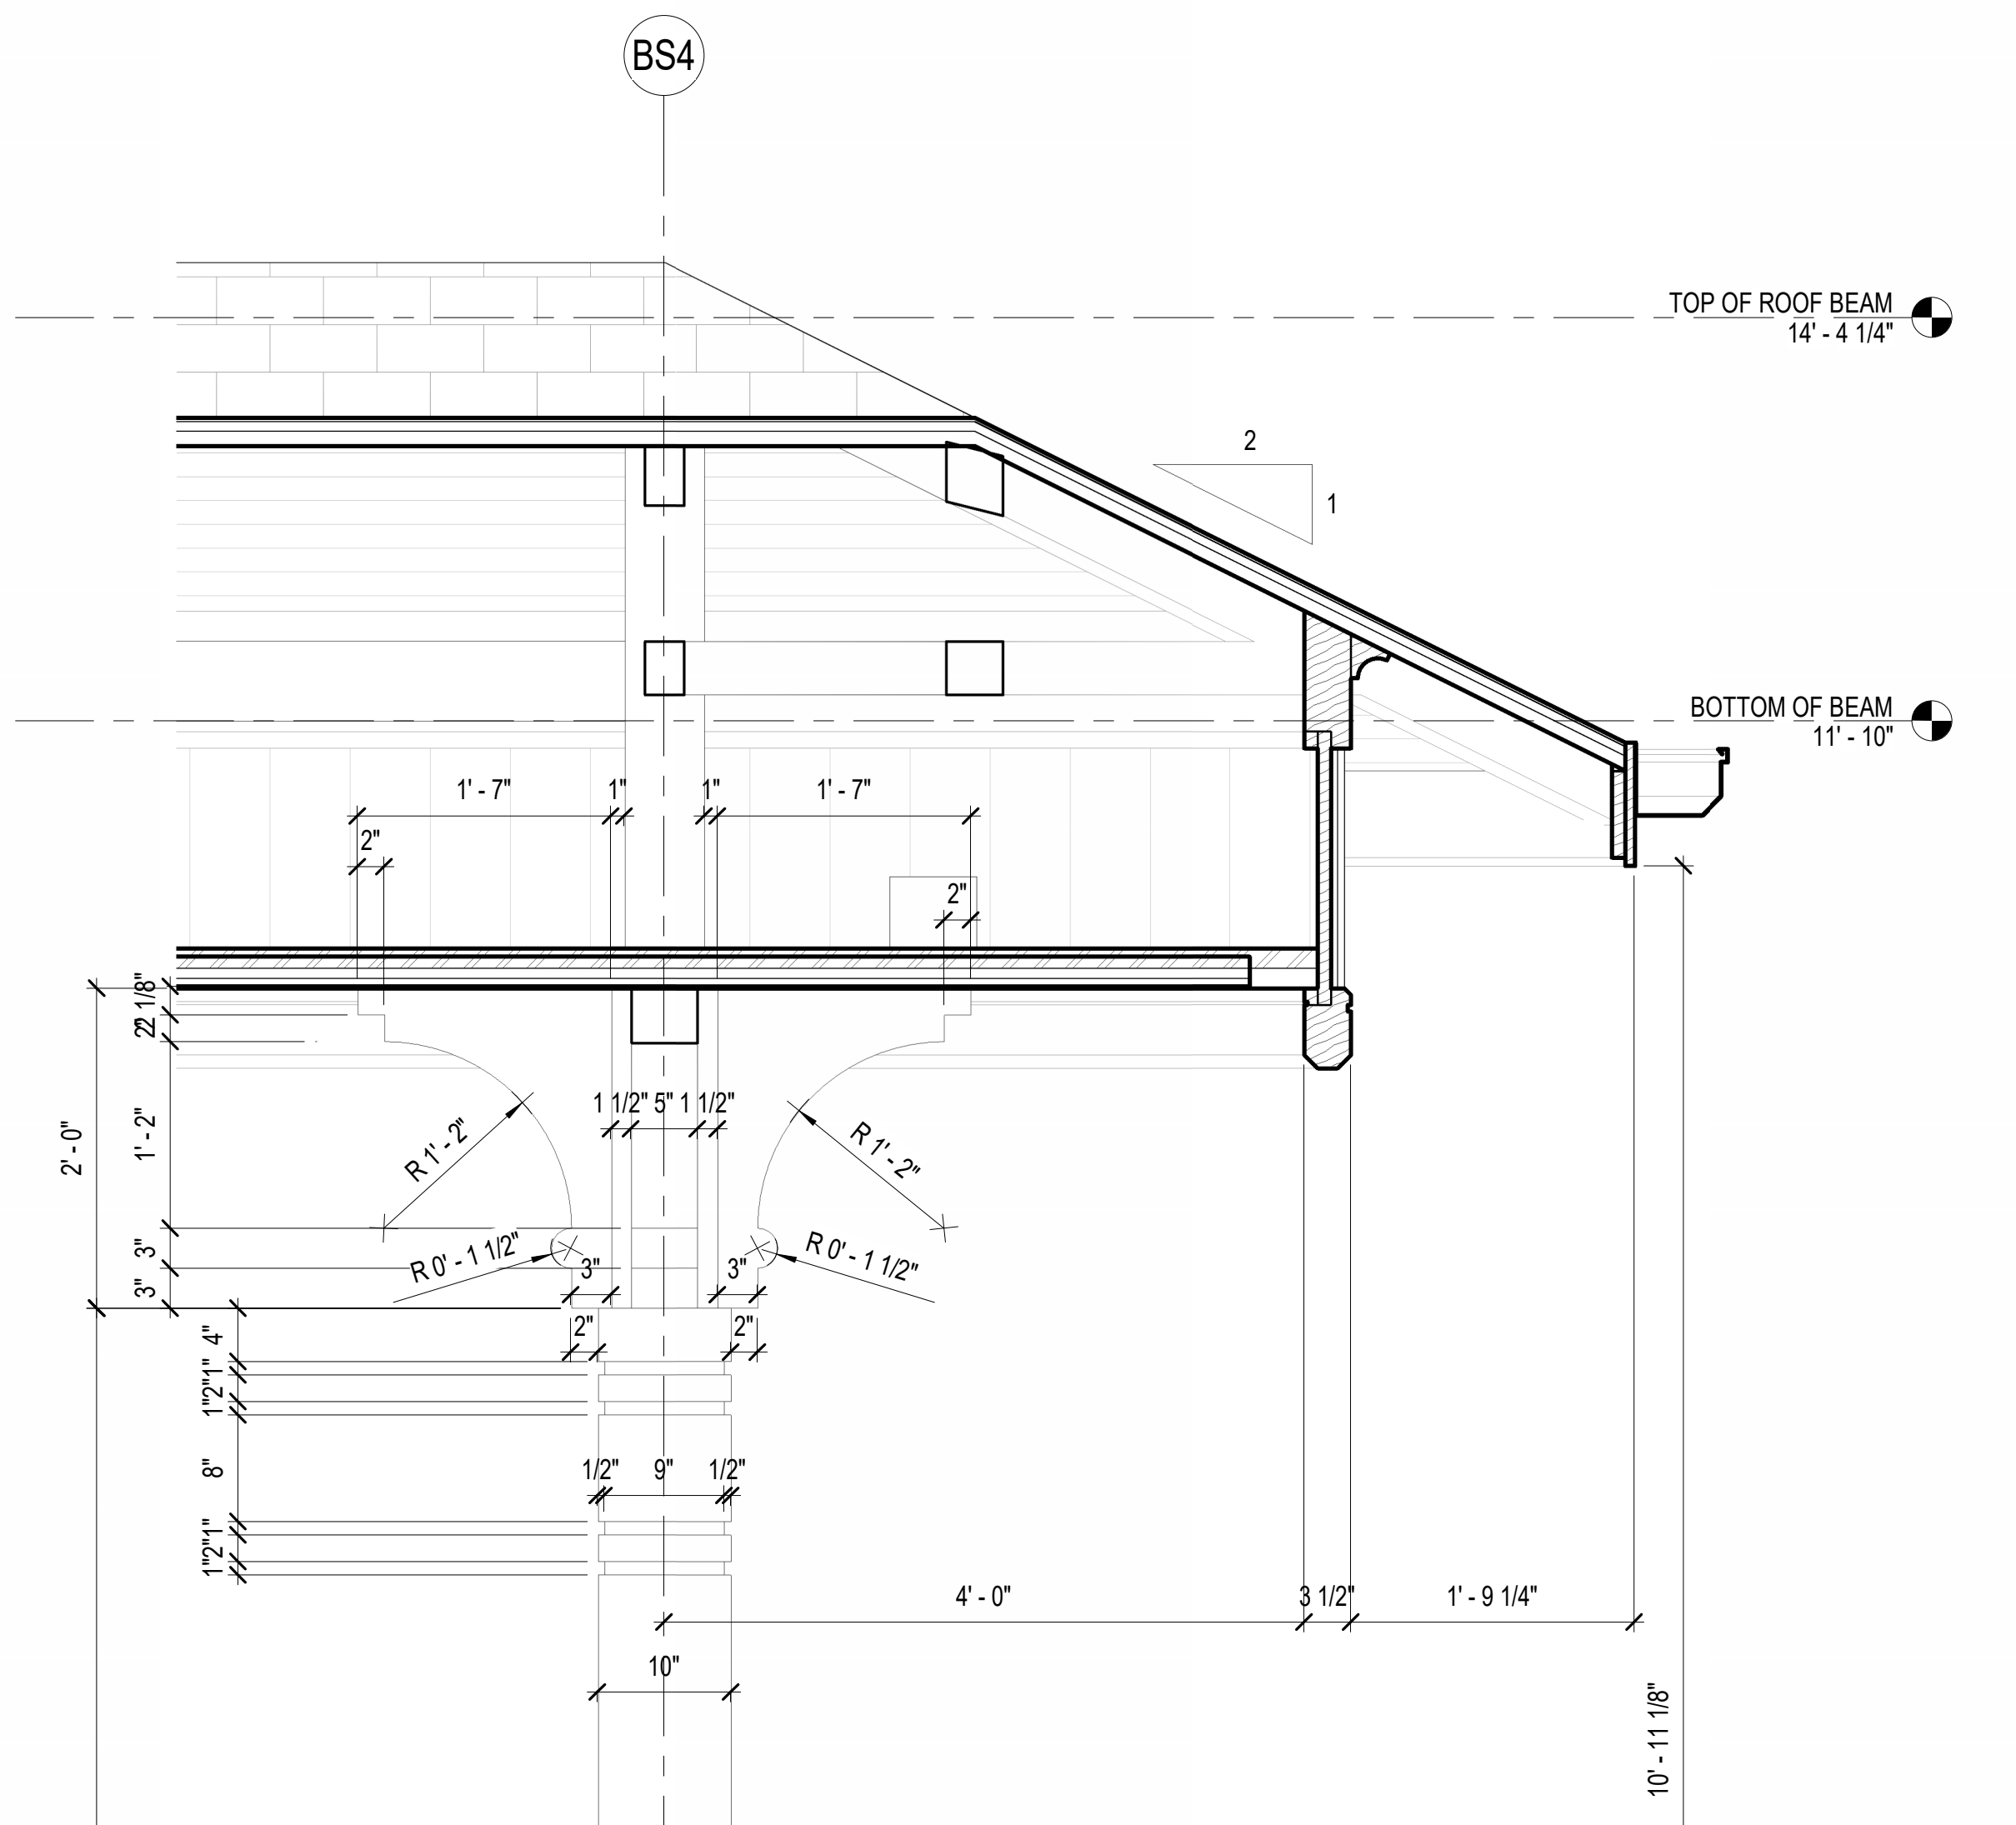 BS4
TOP OF ROOF BEAM
14' - 4 1/4"
2
1
BOTTOM OF BEAM
11' - 10"
1' - 7"
1"
1"
1' - 7"
2"
2"
2 1/8"
2"
1 1/2"
5"
1 1/2"
1' - 2"
2' - 0"
R 1' - 2"
R 1' - 2"
R 0' - 1 1/2"
R 0' - 1 1/2"
3"
3"
3"
3"
2"
2"
4"
1"
2"
1"
8"
1/2"
9"
1/2"
1"
2"
1"
4' - 0"
3 1/2"
1' - 9 1/4"
10"
10' - 11 1/8"